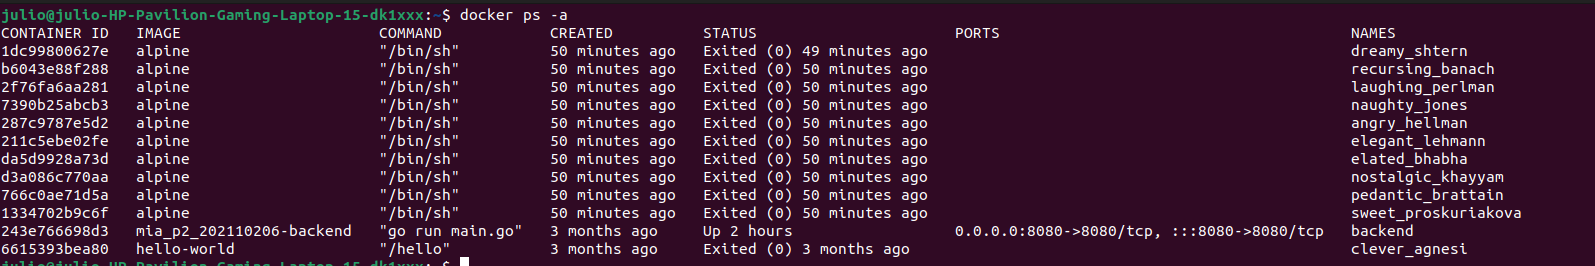 julio@julio-HP-Pavilion-Gaming-Laptop-15-dk1xxx:~$ docker ps -a
CONTAINER ID   IMAGE                      COMMAND            CREATED          STATUS                      PORTS                                       NAMES
1dc99800627e   alpine                     "/bin/sh"          50 minutes ago   Exited (0) 49 minutes ago                                               dreamy_shtern
b6043e88f288   alpine                     "/bin/sh"          50 minutes ago   Exited (0) 50 minutes ago                                               recursing_banach
2f76fa6aa281   alpine                     "/bin/sh"          50 minutes ago   Exited (0) 50 minutes ago                                               laughing_perlman
7390b25abcb3   alpine                     "/bin/sh"          50 minutes ago   Exited (0) 50 minutes ago                                               naughty_jones
287c9787e5d2   alpine                     "/bin/sh"          50 minutes ago   Exited (0) 50 minutes ago                                               angry_hellman
211c5ebe02fe   alpine                     "/bin/sh"          50 minutes ago   Exited (0) 50 minutes ago                                               elegant_lehmann
da5d9928a73d   alpine                     "/bin/sh"          50 minutes ago   Exited (0) 50 minutes ago                                               elated_bhabha
d3a086c770aa   alpine                     "/bin/sh"          50 minutes ago   Exited (0) 50 minutes ago                                               nostalgic_khayyam
766c0ae71d5a   alpine                     "/bin/sh"          50 minutes ago   Exited (0) 50 minutes ago                                               pedantic_brattain
1334702b9c6f   alpine                     "/bin/sh"          50 minutes ago   Exited (0) 50 minutes ago                                               sweet_proskuriakova
243e766698d3   mia_p2_202110206-backend   "go run main.go"   3 months ago     Up 2 hours                  0.0.0.0:8080->8080/tcp, :::8080->8080/tcp   backend
6615393bea80   hello-world                "/hello"           3 months ago     Exited (0) 3 months ago                                                 clever_agnesi
julio@julio-HP-Pavilion-Gaming-Laptop-15-dk1xxx:~$